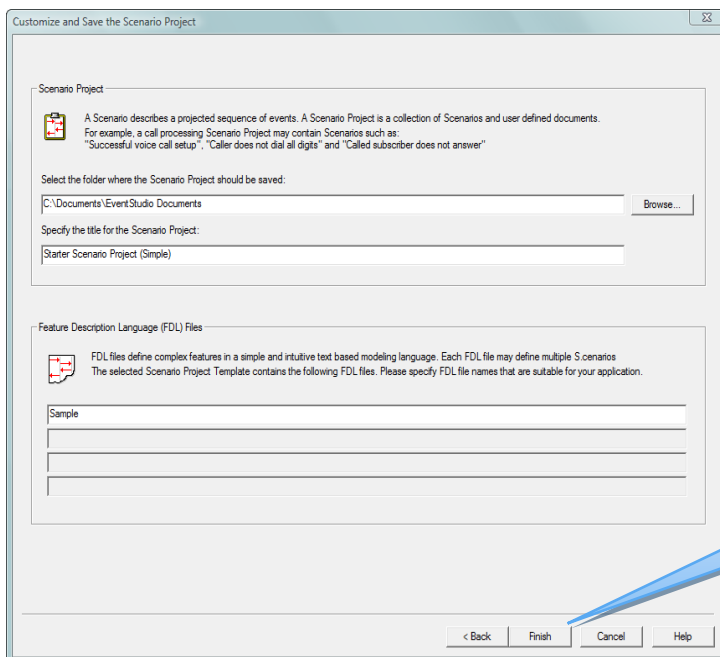 Customize and Save the Scenario Project
Scenario Project
A Scenario describes a projected sequence of events. A Scenario Project is a collection of Scenarios and user defined documents.
For example, a call processing Scenario Project may contain Scenarios such as:
"Successful voice call setup", "Caller does not dial all digits" and "Called subscriber does not answer"
Select the folder where the Scenario Project should be saved:
C:\Documents\EventStudio Documents
Browse...
Specify the title for the Scenario Project:
Starter Scenario Project (Simple)
Feature Description Language (FDL) Files
FDL files define complex features in a simple and intuitive text based modeling language. Each FDL file may define multiple S.cenarios
The selected Scenario Project Template contains the following FDL files. Please specify FDL file names that are suitable for your application.
Sample
< Back Finish Cancel Help